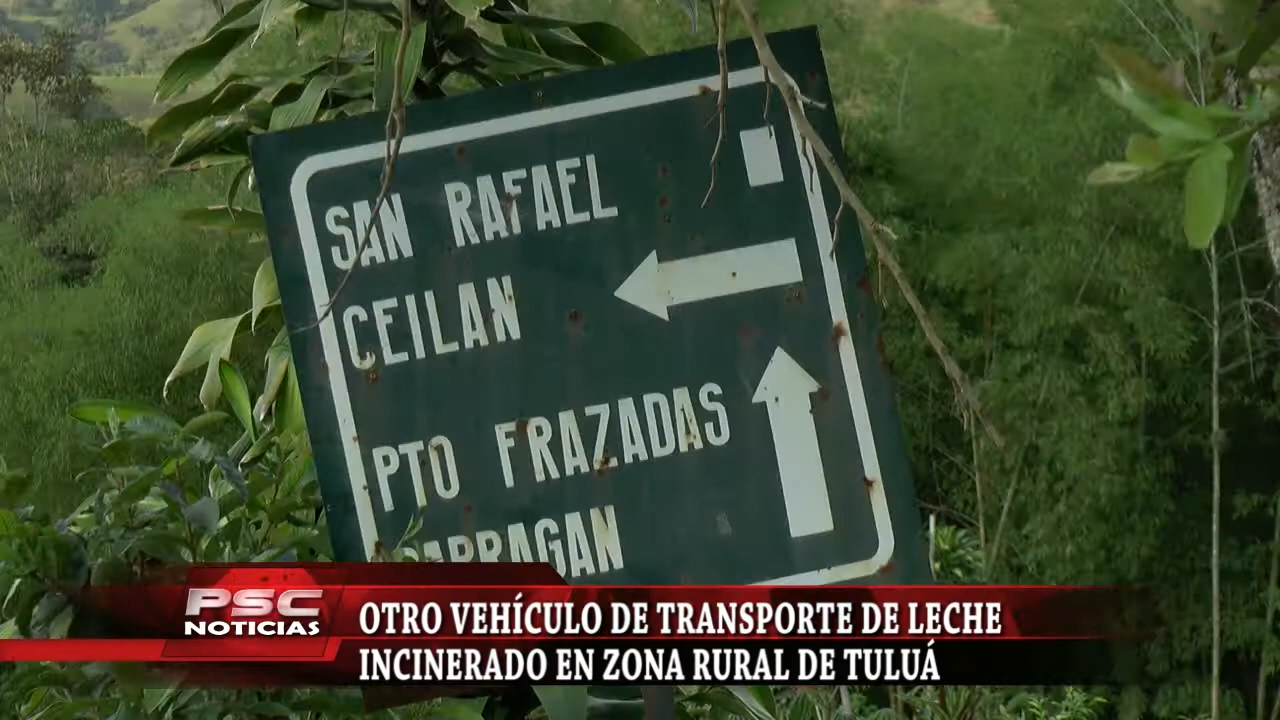 SAN RAFAEL
CEILAN
PTO FRAZADAS
BARRAGAN
PSC
NOTICIAS
OTRO VEHÍCULO DE TRANSPORTE DE LECHE
INCINERADO EN ZONA RURAL DE TULUÁ